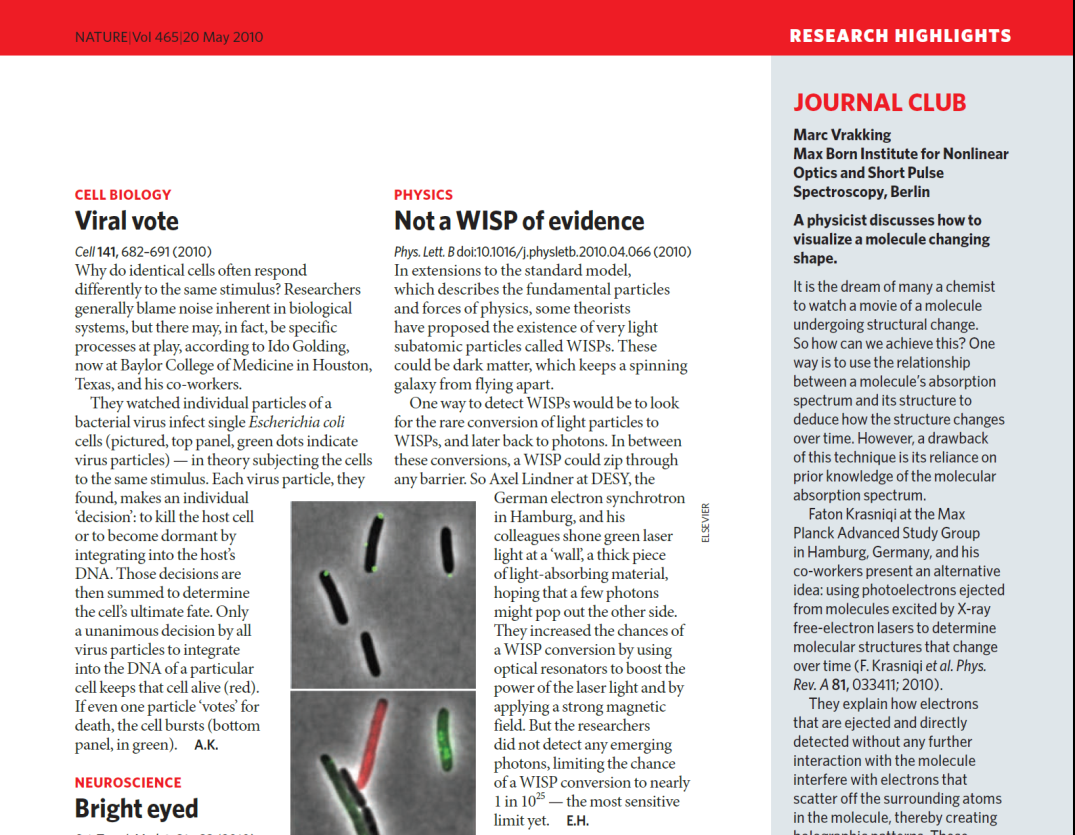 NATURE|Vol 465|20 May 2010
RESEARCH HIGHLIGHTS
CELL BIOLOGY
Viral vote
Cell 141, 682–691 (2010)
Why do identical cells often respond
differently to the same stimulus? Researchers
generally blame noise inherent in biological
systems, but there may, in fact, be specific
processes at play, according to Ido Golding,
now at Baylor College of Medicine in Houston,
Texas, and his co-workers.
They watched individual particles of a
bacterial virus infect single Escherichia coli
cells (pictured, top panel, green dots indicate
virus particles) — in theory subjecting the cells
to the same stimulus. Each virus particle, they
found, makes an individual
‘decision’: to kill the host cell
or to become dormant by
integrating into the host’s
DNA. Those decisions are
then summed to determine
the cell’s ultimate fate. Only
a unanimous decision by all
virus particles to integrate
into the DNA of a particular
cell keeps that cell alive (red).
If even one particle ‘votes’ for
death, the cell bursts (bottom
panel, in green). A.K.
NEUROSCIENCE
Bright eyed
PHYSICS
Not a WISP of evidence
Phys. Lett. B doi:10.1016/j.physletb.2010.04.066 (2010)
In extensions to the standard model,
which describes the fundamental particles
and forces of physics, some theorists
have proposed the existence of very light
subatomic particles called WISPs. These
could be dark matter, which keeps a spinning
galaxy from flying apart.
One way to detect WISPs would be to look
for the rare conversion of light particles to
WISPs, and later back to photons. In between
these conversions, a WISP could zip through
any barrier. So Axel Lindner at DESY, the
German electron synchrotron
in Hamburg, and his
colleagues shone green laser
light at a ‘wall’, a thick piece
of light-absorbing material,
hoping that a few photons
might pop out the other side.
They increased the chances of
a WISP conversion by using
optical resonators to boost the
power of the laser light and by
applying a strong magnetic
field. But the researchers
did not detect any emerging
photons, limiting the chance
of a WISP conversion to nearly
1 in 10²⁵ — the most sensitive
limit yet. E.H.
ELSEVIER
JOURNAL CLUB
Marc Vrakking
Max Born Institute for Nonlinear
Optics and Short Pulse
Spectroscopy, Berlin
A physicist discusses how to
visualize a molecule changing
shape.
It is the dream of many a chemist
to watch a movie of a molecule
undergoing structural change.
So how can we achieve this? One
way is to use the relationship
between a molecule’s absorption
spectrum and its structure to
deduce how the structure changes
over time. However, a drawback
of this technique is its reliance on
prior knowledge of the molecular
absorption spectrum.
Faton Krasniqi at the Max
Planck Advanced Study Group
in Hamburg, Germany, and his
co-workers present an alternative
idea: using photoelectrons ejected
from molecules excited by X-ray
free-electron lasers to determine
molecular structures that change
over time (F. Krasniqi et al. Phys.
Rev. A 81, 033411; 2010).
They explain how electrons
that are ejected and directly
detected without any further
interaction with the molecule
interfere with electrons that
scatter off the surrounding atoms
in the molecule, thereby creating